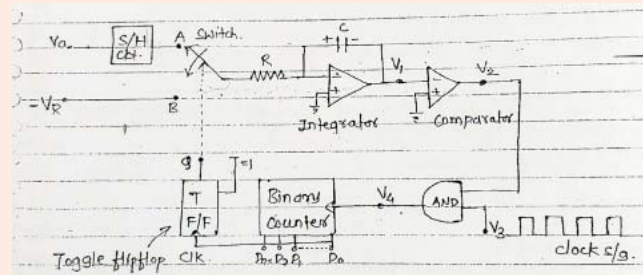 A Switch.
Va S/H
Ckt.
+ C -
R
V1 V2
-VR B
Integrator
Comparator
Q
T=1
T
F/F
Binary
Counter
V4
AND
V3
clock s/g.
Toggle flipflop clk
D0